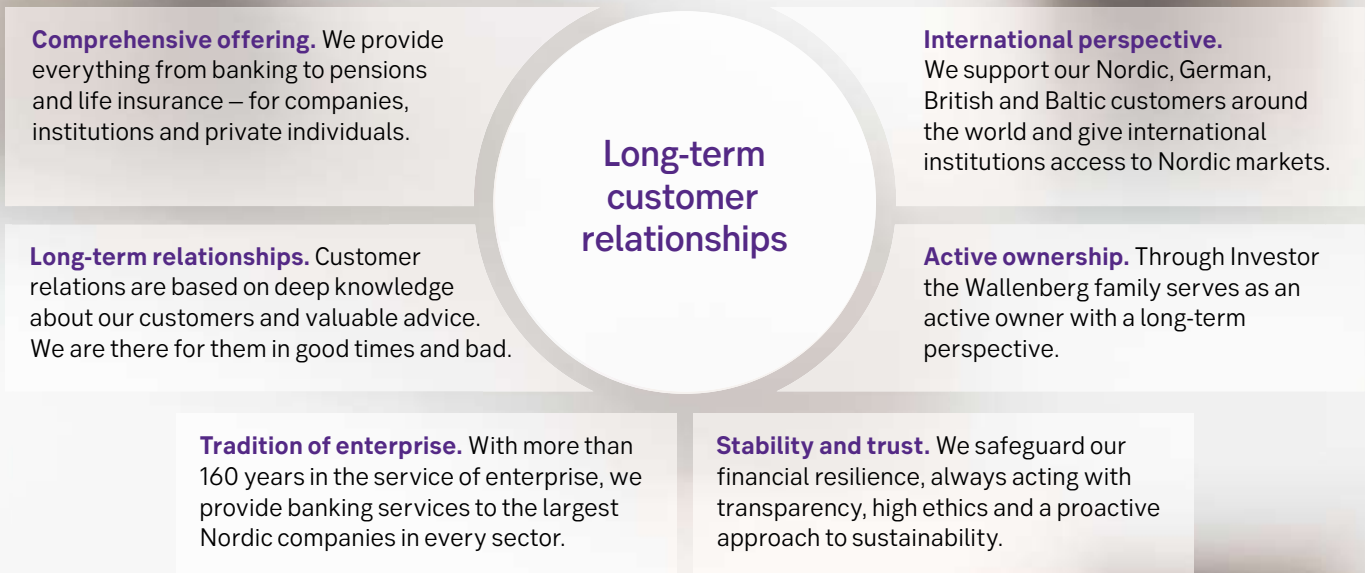 Comprehensive offering. We provide
everything from banking to pensions
and life insurance – for companies,
institutions and private individuals.
Long-term relationships. Customer
relations are based on deep knowledge
about our customers and valuable advice.
We are there for them in good times and bad.
Long-term
customer
relationships
International perspective.
We support our Nordic, German,
British and Baltic customers around
the world and give international
institutions access to Nordic markets.
Active ownership. Through Investor
the Wallenberg family serves as an
active owner with a long-term
perspective.
Tradition of enterprise. With more than
160 years in the service of enterprise, we
provide banking services to the largest
Nordic companies in every sector.
Stability and trust. We safeguard our
financial resilience, always acting with
transparency, high ethics and a proactive
approach to sustainability.